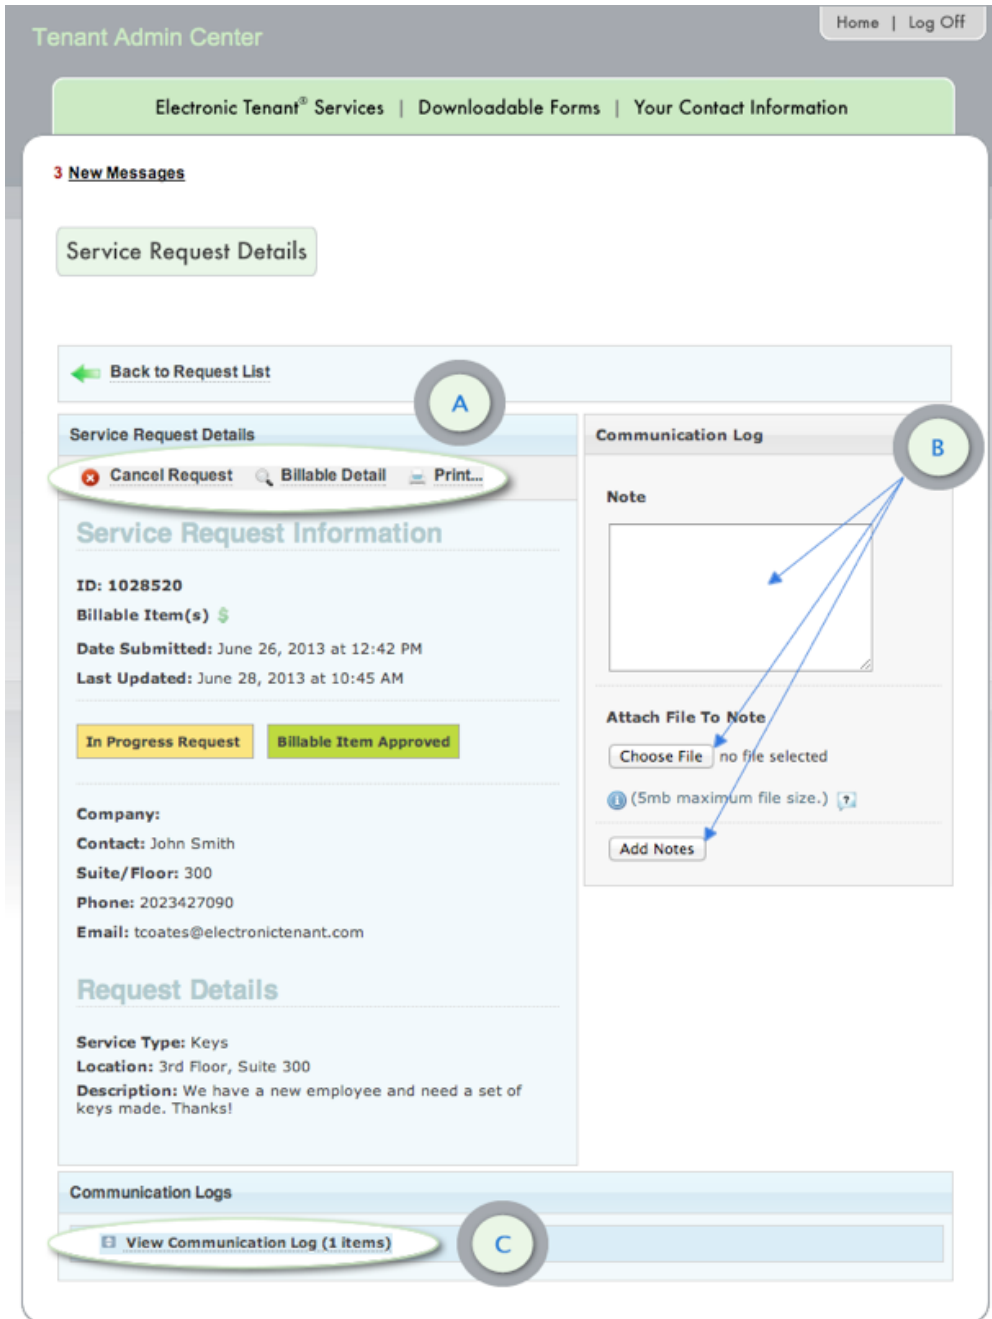 Home | Log Off
Tenant Admin Center
Electronic Tenant® Services | Downloadable Forms | Your Contact Information
3 New Messages
Service Request Details
Back to Request List
A
Service Request Details
Cancel Request Billable Detail Print...
Service Request Information
ID: 1028520
Billable Item(s) $
Date Submitted: June 26, 2013 at 12:42 PM
Last Updated: June 28, 2013 at 10:45 AM
In Progress Request Billable Item Approved
Company:
Contact: John Smith
Suite/Floor: 300
Phone: 2023427090
Email: tcoates@electronictenant.com
Request Details
Service Type: Keys
Location: 3rd Floor, Suite 300
Description: We have a new employee and need a set of
keys made. Thanks!
Communication Log
B
Note
Attach File To Note
Choose File no file selected
(5mb maximum file size.) ?
Add Notes
Communication Logs
View Communication Log (1 items)
C